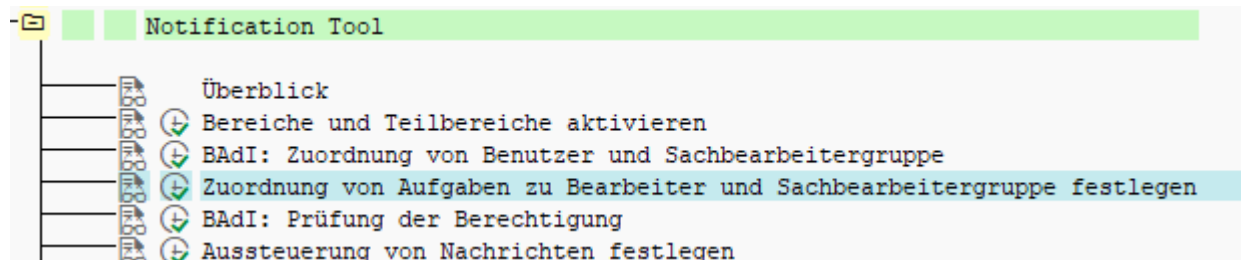 Notification Tool
Überblick
Bereiche und Teilbereiche aktivieren
BAdI: Zuordnung von Benutzer und Sachbearbeitergruppe
Zuordnung von Aufgaben zu Bearbeiter und Sachbearbeitergruppe festlegen
BAdI: Prüfung der Berechtigung
Aussteuerung von Nachrichten festlegen